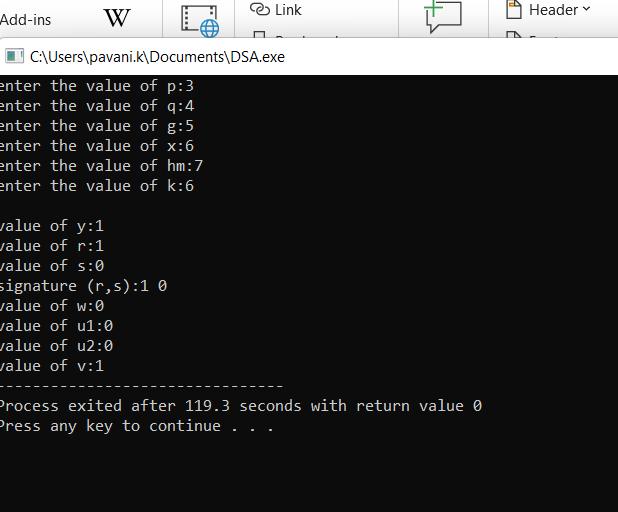 Add-ins
W
Link
Header
C:\Users\pavani.k\Documents\DSA.exe
enter the value of p:3
enter the value of q:4
enter the value of g:5
enter the value of x:6
enter the value of hm:7
enter the value of k:6
value of y:1
value of r:1
value of s:0
signature (r,s):1 0
value of w:0
value of u1:0
value of u2:0
value of v:1
--------------------------------
Process exited after 119.3 seconds with return value 0
Press any key to continue . . .